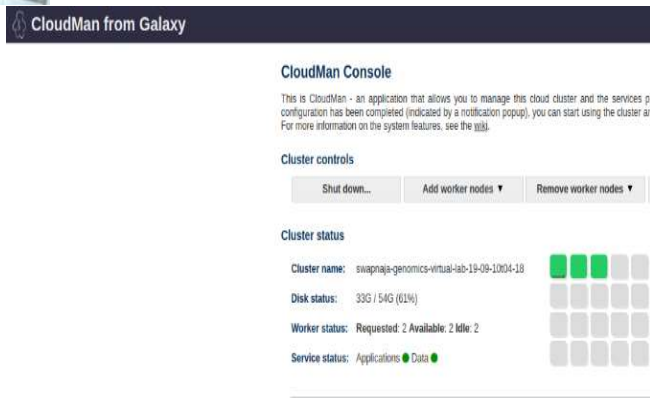 CloudMan from Galaxy
CloudMan Console
This is CloudMan - an application that allows you to manage this cloud cluster and the services p
configuration has been completed (indicated by a notification popup), you can start using the cluster a
For more information on the system features, see the wiki.
Cluster controls
Shut down... Add worker nodes ▼ Remove worker nodes ▼
Cluster status
Cluster name: swapnaja-genomics-virtual-lab-19-09-10t04-18
Disk status: 33G / 54G (61%)
Worker status: Requested: 2 Available: 2 Idle: 2
Service status: Applications Data